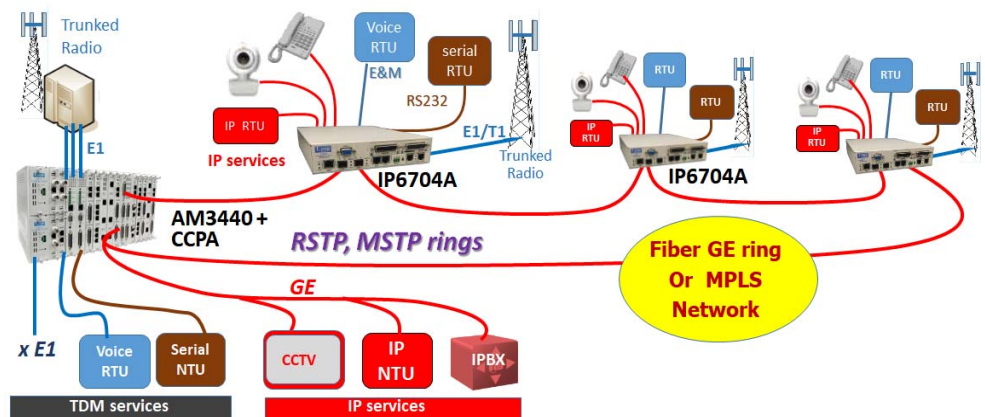 Trunked
Radio
E1
Voice
RTU
E&M
serial
RTU
RS232
IP RTU
IP services
E1/T1
Trunked
Radio
IP6704A
RTU
RTU
IP
RTU
IP6704A
RTU
RTU
IP
RTU
AM3440 +
CCPA
RSTP, MSTP rings
Fiber GE ring
Or MPLS
Network
GE
x E1
Voice
RTU
Serial
NTU
CCTV
IP
NTU
IPBX
TDM services
IP services